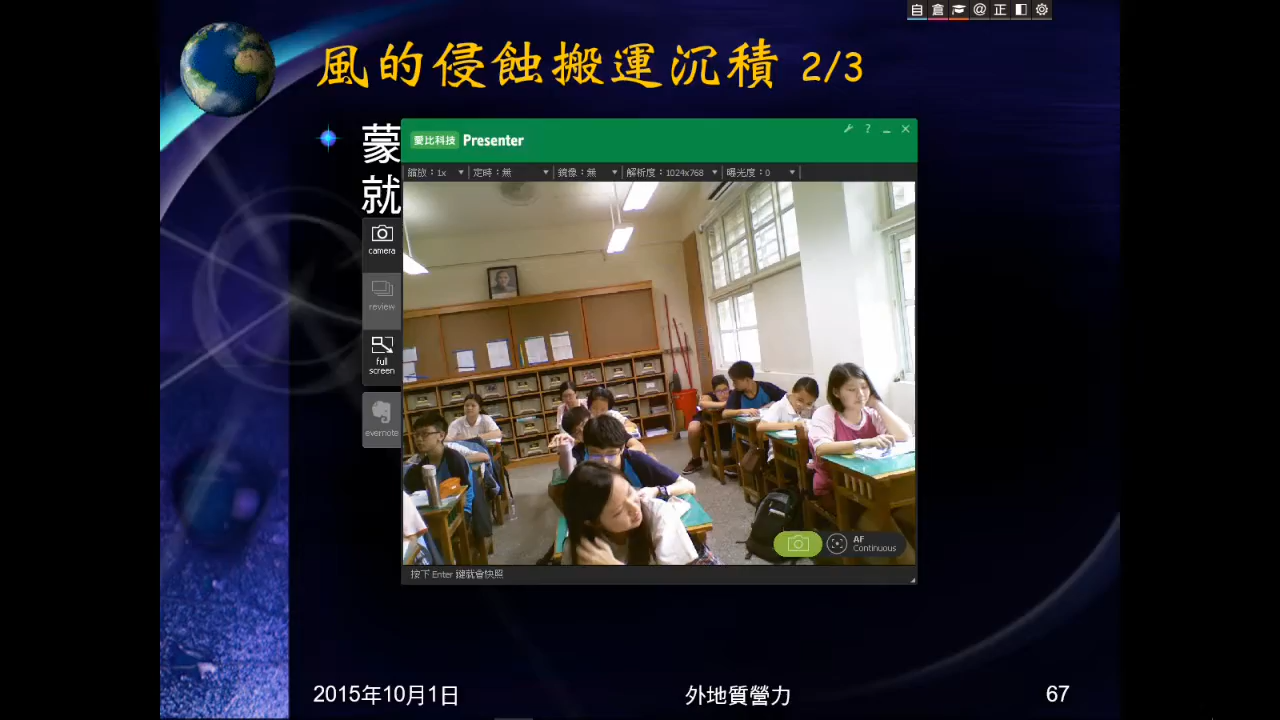 自 倉 @ 正
風的侵蝕搬運沉積 2/3
蒙
就
愛比科技 Presenter
? _ ×
縮放：1x 定時：無 鏡像：無 解析度：1024x768 曝光度：0
camera
review
full
screen
evernote
AF
Continuous
按下 Enter 鍵就會快照
2015年10月1日 外地質營力 67